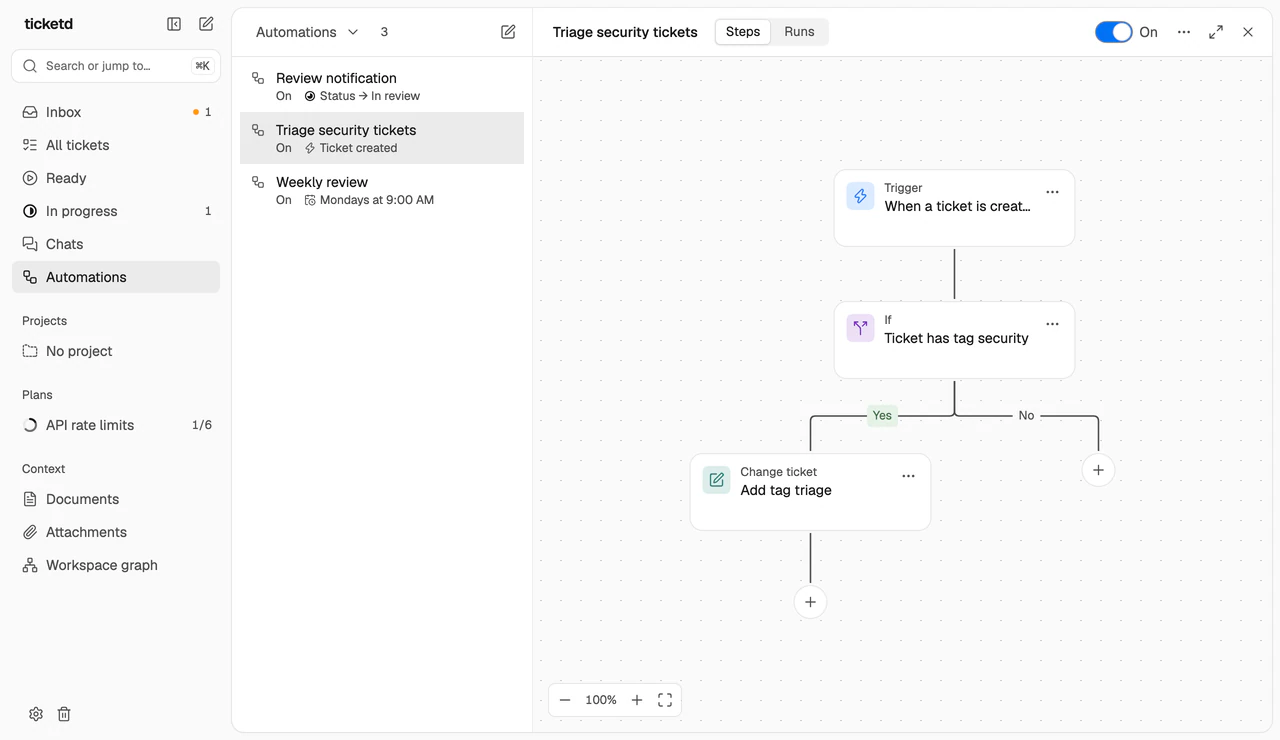 ticketd
Search or jump to...
⌘K
Inbox
1
All tickets
Ready
In progress
1
Chats
Automations
Projects
No project
Plans
API rate limits
1/6
Context
Documents
Attachments
Workspace graph
Automations
3
Review notification
On
Status → In review
Triage security tickets
On
Ticket created
Weekly review
On
Mondays at 9:00 AM
Triage security tickets
Steps
Runs
On
Trigger
When a ticket is creat...
If
Ticket has tag security
Yes
No
Change ticket
Add tag triage
100%